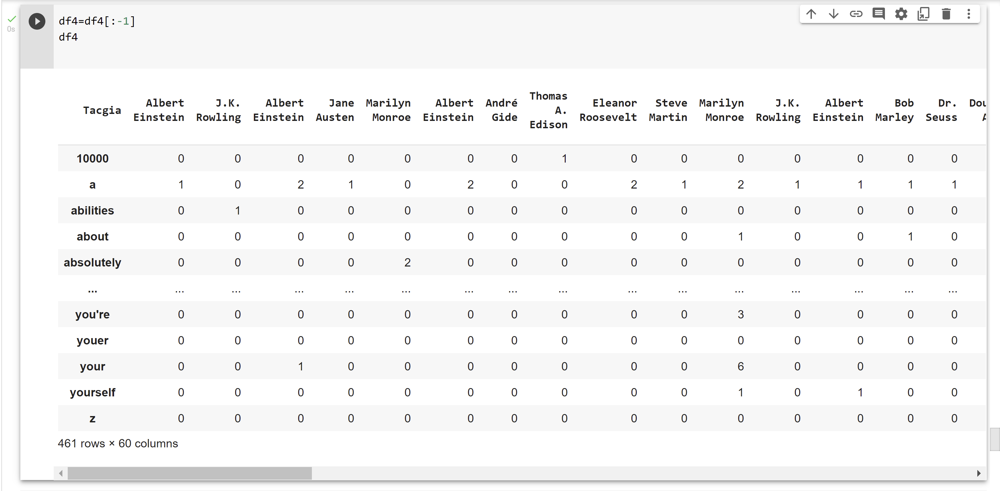 0s
df4=df4[:-1]
df4
Tacgia Albert Einstein J.K. Rowling Albert Einstein Jane Austen Marilyn Monroe Albert Einstein André Gide Thomas A. Edison Eleanor Roosevelt Steve Martin Marilyn Monroe J.K. Rowling Albert Einstein Bob Marley Dr. Seuss
10000 0 0 0 0 0 0 0 1 0 0 0 0 0 0 0
a 1 0 2 1 0 2 0 0 2 1 2 1 1 1 1
abilities 0 1 0 0 0 0 0 0 0 0 0 0 0 0 0
about 0 0 0 0 0 0 0 0 0 0 1 0 0 1 0
absolutely 0 0 0 0 2 0 0 0 0 0 0 0 0 0 0
... ... ... ... ... ... ... ... ... ... ... ... ... ... ... ...
you're 0 0 0 0 0 0 0 0 0 0 3 0 0 0 0
youer 0 0 0 0 0 0 0 0 0 0 0 0 0 0 0
your 0 0 1 0 0 0 0 0 0 0 6 0 0 0 0
yourself 0 0 0 0 0 0 0 0 0 0 1 0 1 0 0
z 0 0 0 0 0 0 0 0 0 0 0 0 0 0 0
461 rows × 60 columns